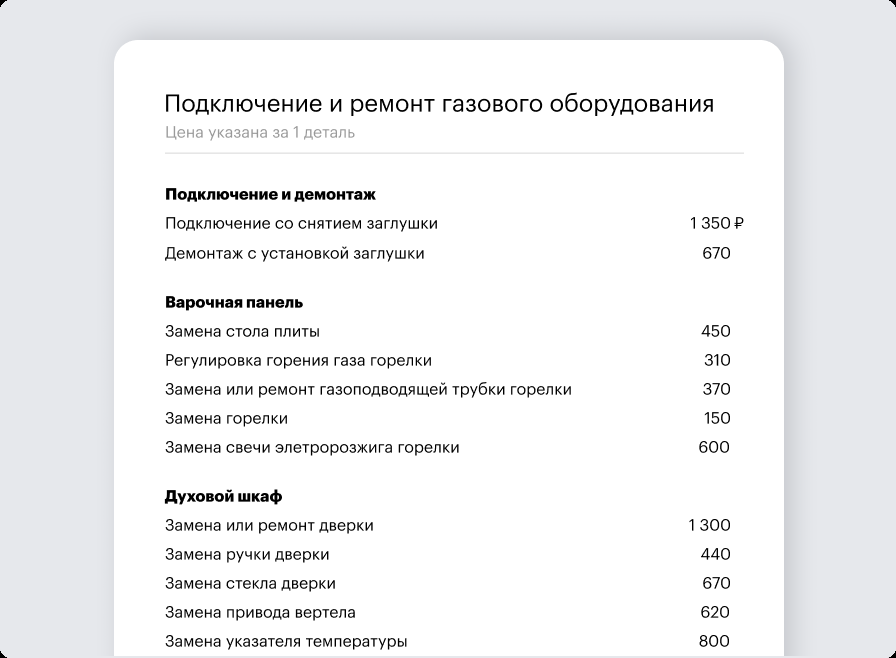 Подключение и ремонт газового оборудования
Цена указана за 1 деталь
Подключение и демонтаж
Подключение со снятием заглушки 1 350 ₽
Демонтаж с установкой заглушки 670
Варочная панель
Замена стола плиты 450
Регулировка горения газа горелки 310
Замена или ремонт газоподводящей трубки горелки 370
Замена горелки 150
Замена свечи элетророзжига горелки 600
Духовой шкаф
Замена или ремонт дверки 1 300
Замена ручки дверки 440
Замена стекла дверки 670
Замена привода вертела 620
Замена указателя температуры 800